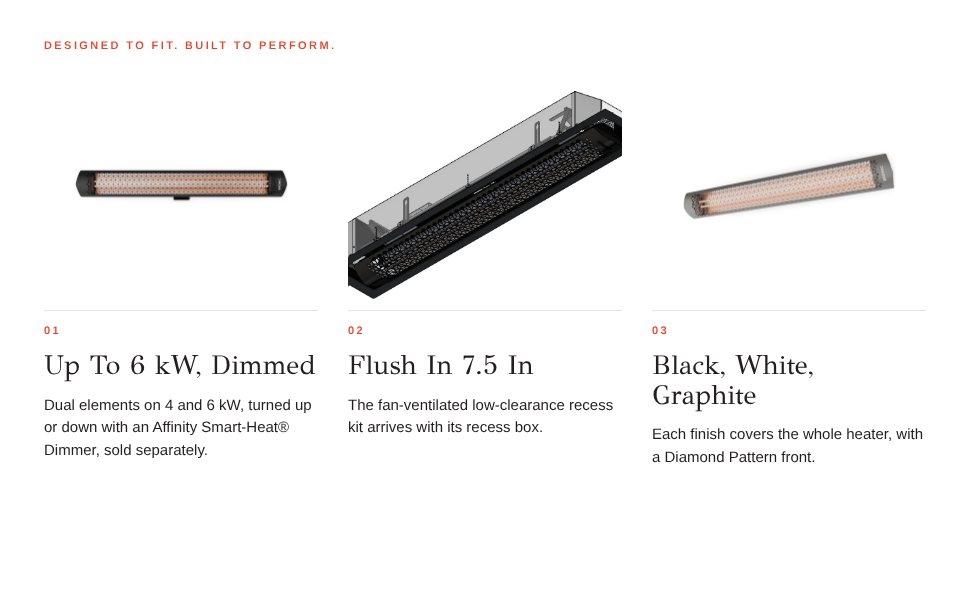 DESIGNED TO FIT. BUILT TO PERFORM.
01
Up To 6 kW, Dimmed
Dual elements on 4 and 6 kW, turned up
or down with an Affinity Smart-Heat®
Dimmer, sold separately.
02
Flush In 7.5 In
The fan-ventilated low-clearance recess
kit arrives with its recess box.
03
Black, White,
Graphite
Each finish covers the whole heater, with
a Diamond Pattern front.